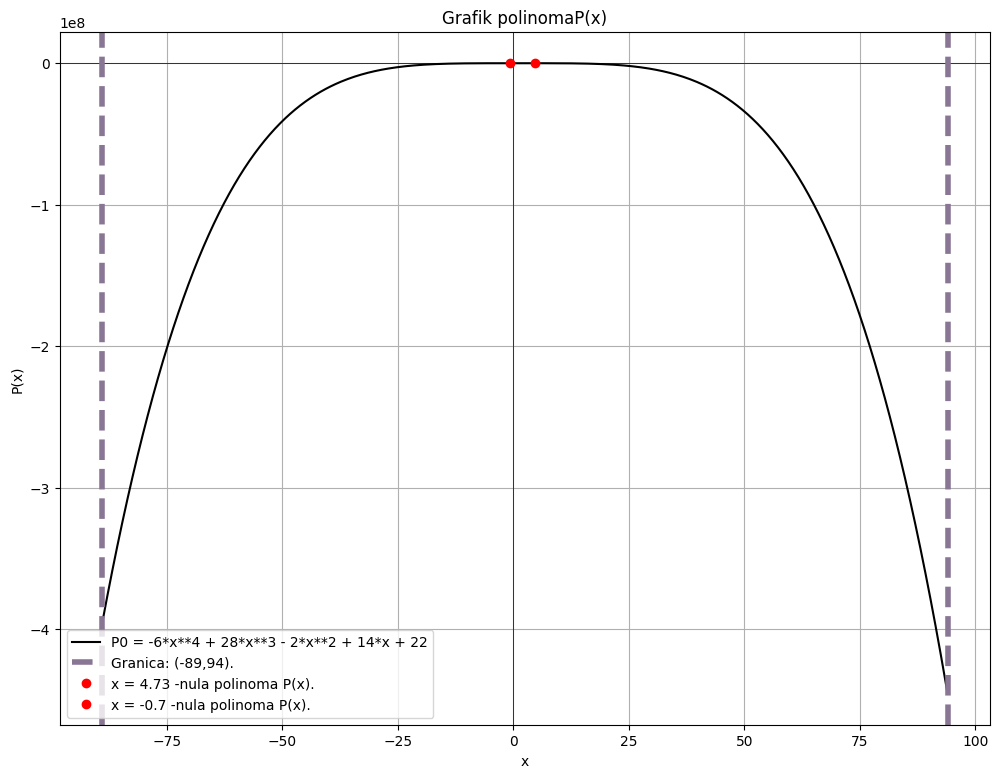 Grafik polinomaP(x)
1e8
0
−1
−2
−3
−4
P(x)
P0 = -6*x**4 + 28*x**3 - 2*x**2 + 14*x + 22
Granica: (-89,94).
x = 4.73 -nula polinoma P(x).
x = -0.7 -nula polinoma P(x).
−75 −50 −25 0 25 50 75 100
x